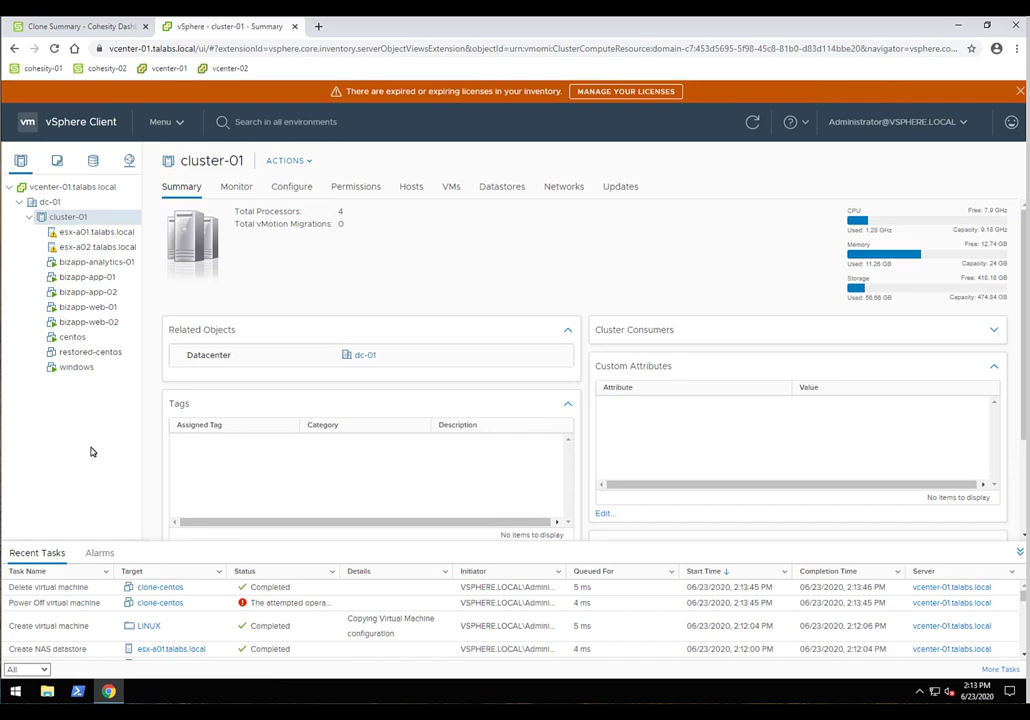 Clone Summary - Cohesity Dash
vSphere - cluster-01 - Summary
vcenter-01.talabs.local/ui/#?extensionId=vsphere.core.inventory.serverObjectViewsExtension&objectId=urn:vmomi:ClusterComputeResource:domain-c7:453d5695-5f98-45c8-81b0-d83d114bbe20&navigator=vsphere.co...
cohesity-01 cohesity-02 vcenter-01 vcenter-02
There are expired or expiring licenses in your inventory. MANAGE YOUR LICENSES
vm vSphere Client Menu Search in all environments Administrator@VSPHERE.LOCAL
cluster-01 ACTIONS
Summary Monitor Configure Permissions Hosts VMs Datastores Networks Updates
vcenter-01.talabs.local
dc-01
cluster-01
esx-a01.talabs.local
esx-a02.talabs.local
bizapp-analytics-01
bizapp-app-01
bizapp-app-02
bizapp-web-01
bizapp-web-02
centos
restored-centos
windows
Total Processors: 4
Total vMotion Migrations: 0
CPU Free: 7.9 GHz
Used: 1.28 GHz Capacity: 9.18 GHz
Memory Free: 12.74 GB
Used: 11.26 GB Capacity: 24 GB
Storage Free: 418.18 GB
Used: 56.66 GB Capacity: 474.84 GB
Related Objects
Datacenter dc-01
Tags
Assigned Tag Category Description
No items to display
Cluster Consumers
Custom Attributes
Attribute Value
No items to display
Edit...
Recent Tasks Alarms
Task Name Target Status Details Initiator Queued For Start Time Completion Time Server
Delete virtual machine clone-centos Completed VSPHERE.LOCAL\Admini... 5 ms 06/23/2020, 2:13:45 PM 06/23/2020, 2:13:46 PM vcenter-01.talabs.local
Power Off virtual machine clone-centos The attempted opera... VSPHERE.LOCAL\Admini... 4 ms 06/23/2020, 2:13:45 PM 06/23/2020, 2:13:45 PM vcenter-01.talabs.local
Create virtual machine LINUX Completed Copying Virtual Machine configuration VSPHERE.LOCAL\Admini... 5 ms 06/23/2020, 2:12:04 PM 06/23/2020, 2:12:06 PM vcenter-01.talabs.local
Create NAS datastore esx-a01.talabs.local Completed VSPHERE.LOCAL\Admini... 4 ms 06/23/2020, 2:12:00 PM 06/23/2020, 2:12:04 PM vcenter-01.talabs.local
All More Tasks
2:13 PM
6/23/2020